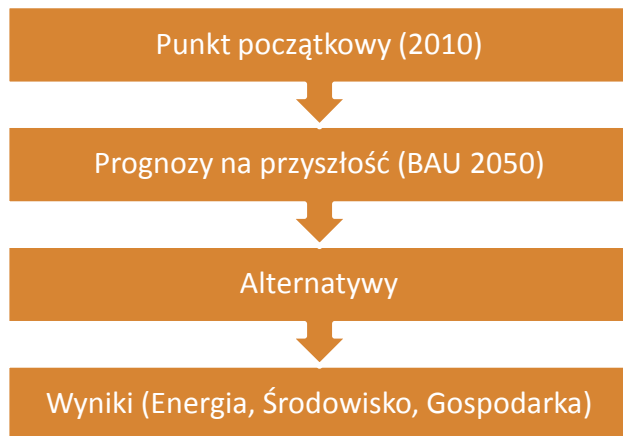 Punkt początkowy (2010)
Prognozy na przyszłość (BAU 2050)
Alternatywy
Wyniki (Energia, Środowisko, Gospodarka)